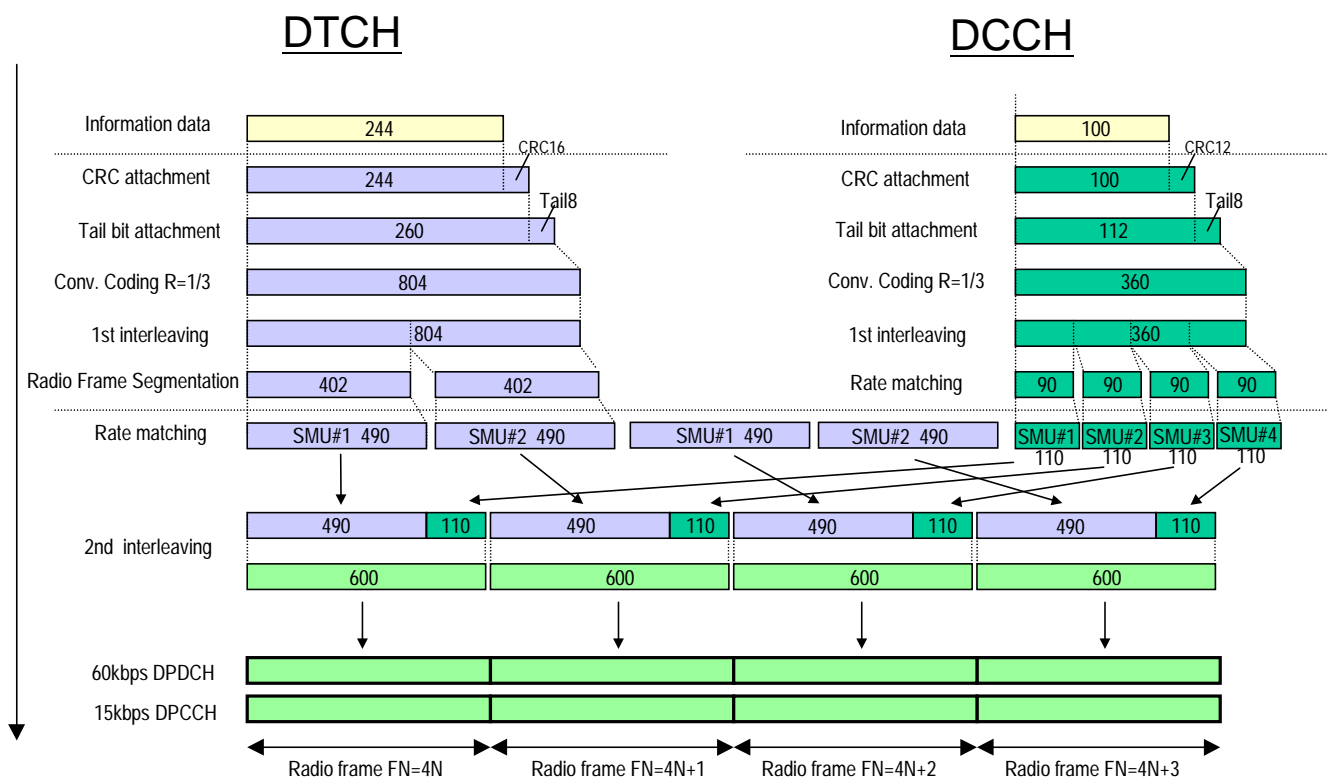 DTCH DCCH
Information data 244 Information data 100
CRC16 CRC12
CRC attachment 244 CRC attachment 100
Tail8 Tail8
Tail bit attachment 260 Tail bit attachment 112
Conv. Coding R=1/3 804 Conv. Coding R=1/3 360
1st interleaving 804 1st interleaving 360
Radio Frame Segmentation 402 402 Rate matching 90 90 90 90
Rate matching SMU#1 490 SMU#2 490 SMU#1 490 SMU#2 490 SMU#1 SMU#2 SMU#3 SMU#4
110 110 110 110
490 110 490 110 490 110 490 110
2nd interleaving
600 600 600 600
60kbps DPDCH
15kbps DPCCH
Radio frame FN=4N Radio frame FN=4N+1 Radio frame FN=4N+2 Radio frame FN=4N+3